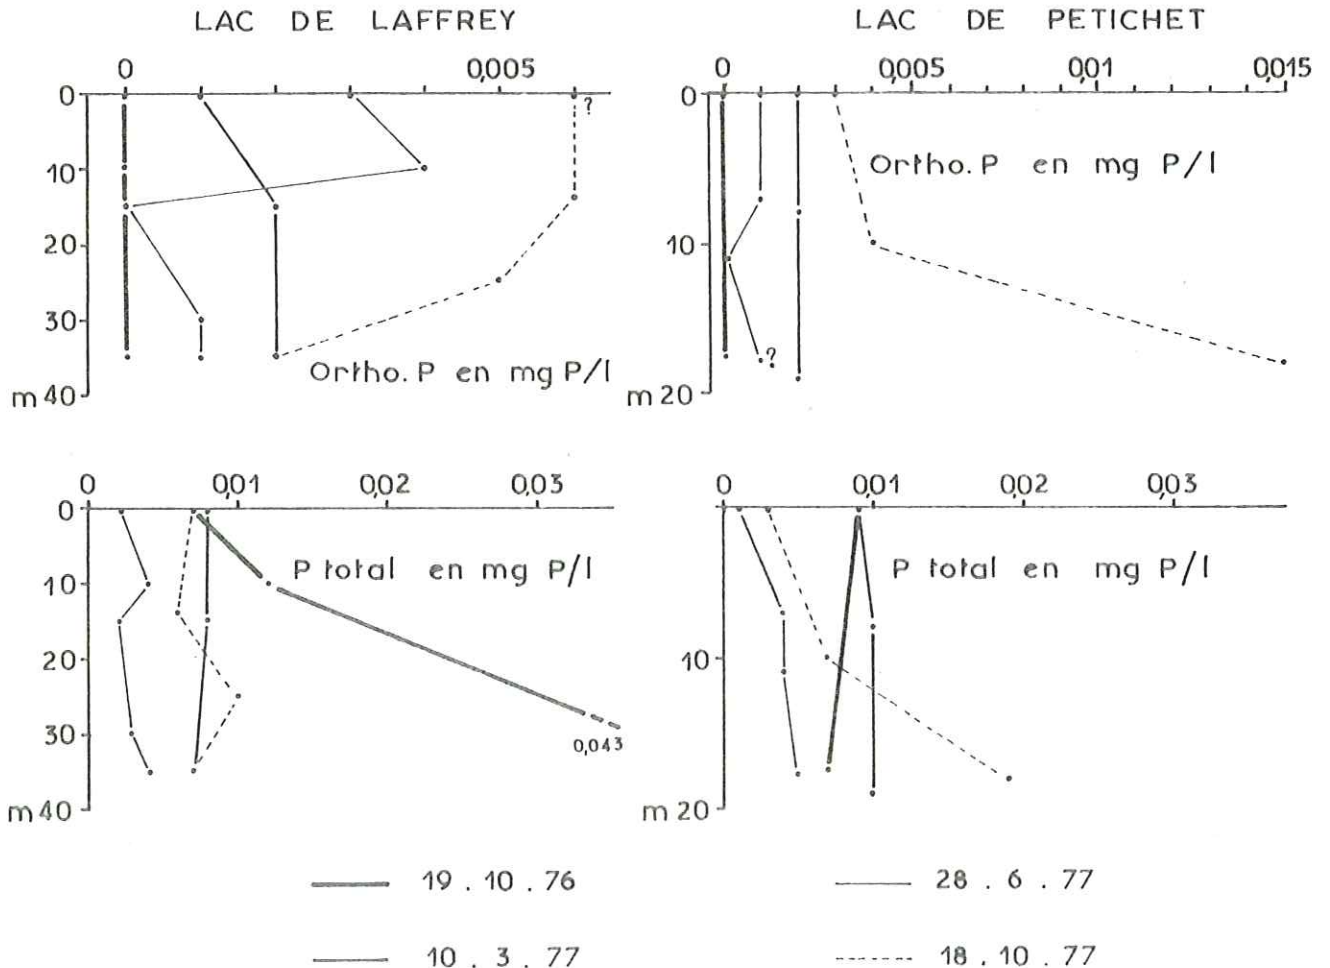 LAC DE LAFFREY
LAC DE PETICHET
0 0,005
0 0,005 0,01 0,015
0
?
10
20
30
m 40
Ortho. P en mg P/l
0
Ortho. P en mg P/l
10
?
m 20
0 0,01 0,02 0,03
0 0,01 0,02 0,03
0
P total en mg P/l
10
20
30
0,043
m 40
P total en mg P/l
10
m 20
19 . 10 . 76
28 . 6 . 77
10 . 3 . 77
18 . 10 . 77